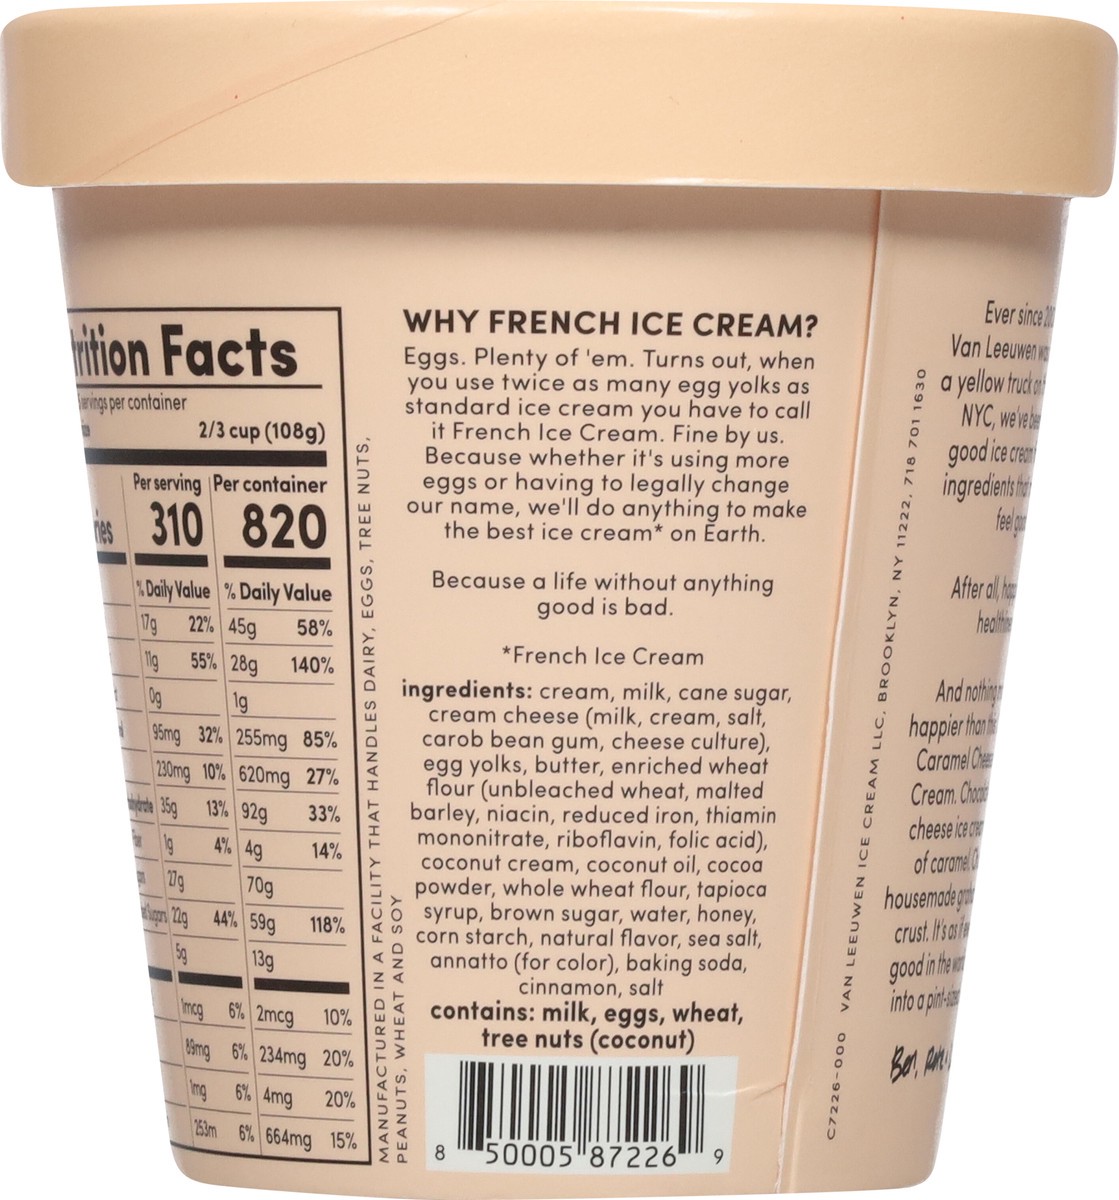 Facts
servings per container
2/3 cup (108g)
Per serving Per container
310 820
% Daily Value % Daily Value
17g 22% 45g 58%
11g 55% 28g 140%
0g 1g
95mg 32% 255mg 85%
230mg 10% 620mg 27%
35g 13% 92g 33%
1g 4% 4g 14%
27g 70g
22g 44% 59g 118%
5g 13g
1mcg 6% 2mcg 10%
89mg 6% 234mg 20%
1mg 6% 4mg 20%
253m 6% 664mg 15%
MANUFACTURED IN A FACILITY THAT HANDLES DAIRY, EGGS, TREE NUTS,
PEANUTS, WHEAT AND SOY
WHY FRENCH ICE CREAM?
Eggs. Plenty of 'em. Turns out, when
you use twice as many egg yolks as
standard ice cream you have to call
it French Ice Cream. Fine by us.
Because whether it's using more
eggs or having to legally change
our name, we'll do anything to make
the best ice cream* on Earth.
Because a life without anything
good is bad.
*French Ice Cream
ingredients: cream, milk, cane sugar,
cream cheese (milk, cream, salt,
carob bean gum, cheese culture),
egg yolks, butter, enriched wheat
flour (unbleached wheat, malted
barley, niacin, reduced iron, thiamin
mononitrate, riboflavin, folic acid),
coconut cream, coconut oil, cocoa
powder, whole wheat flour, tapioca
syrup, brown sugar, water, honey,
corn starch, natural flavor, sea salt,
annatto (for color), baking soda,
cinnamon, salt
contains: milk, eggs, wheat,
tree nuts (coconut)
8 50005 87226 9
C7226-000 VAN LEEUWEN ICE CREAM LLC, BROOKLYN, NY 11222, 718 701 1630
Ever since
Van Leeuwen
a yellow truck on
NYC, we've
good ice cream
ingredients
feel
After all,
And nothing
happier than
Caramel
Cream.
cheese ice
of caramel,
housemade
crust. It's as if
good in the
into a
Ben,